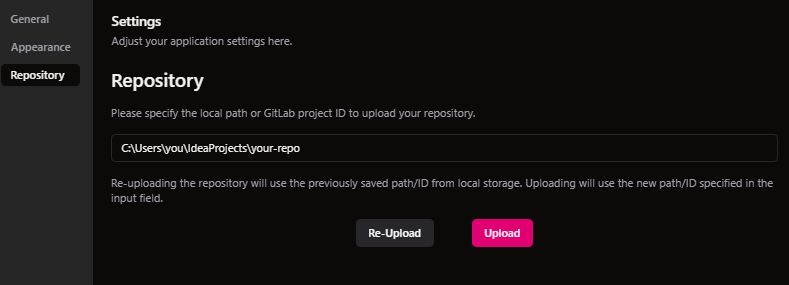 General
Appearance
Repository
Settings
Adjust your application settings here.
Repository
Please specify the local path or GitLab project ID to upload your repository.
C:\Users\you\IdeaProjects\your-repo
Re-uploading the repository will use the previously saved path/ID from local storage. Uploading will use the new path/ID specified in the
input field.
Re-Upload
Upload